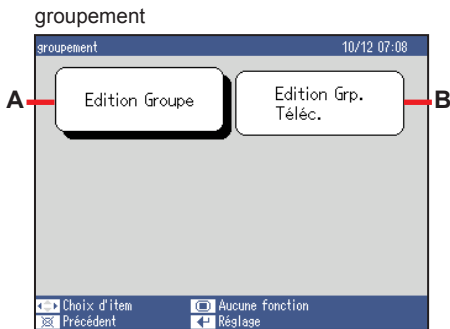 groupement
groupement 10/12 07:08
A Edition Groupe Edition Grp. B
Téléc.
Choix d'item Aucune fonction
Précédent Réglage